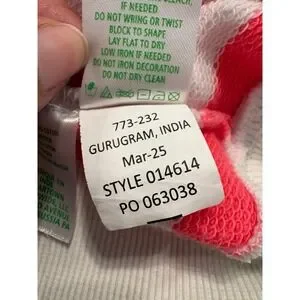 IF NEEDED
DO NOT WRING OR TWIST
BLOCK TO SHAPE
LAY FLAT TO DRY
LOW IRON IF NEEDED
DO NOT IRON DECORATION
DO NOT DRY CLEAN
773-232
GURUGRAM, INDIA
Mar-25
STYLE 014614
PO 063038